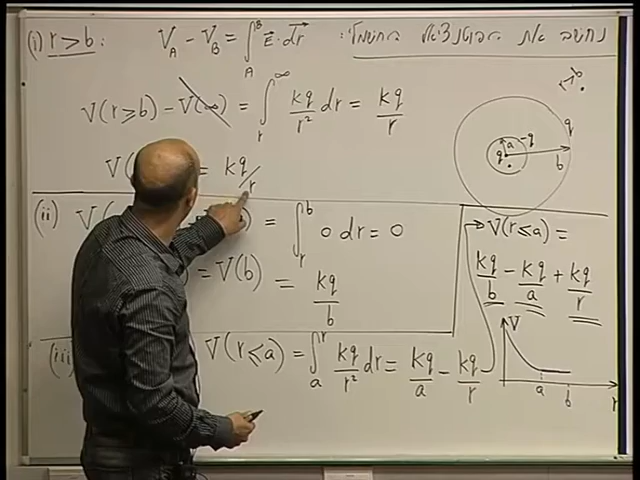 נחשב את הפוטנציאל החשמלי:
(i) r > b: V_A - V_B = ∫_A^B E⃗·dr⃗
V(r≥b) - V(∞) = ∫_r^∞ kq/r² dr = kq/r
V( = kq/r
(ii) V( = ∫_r^b 0 dr = 0
= V(b) = kq/b
(iii) V(r≤a) = ∫_a^r kq/r² dr = kq/a - kq/r
q
-q
a
q
b
V(r≤a) =
kq/b - kq/a + kq/r
V
a b r